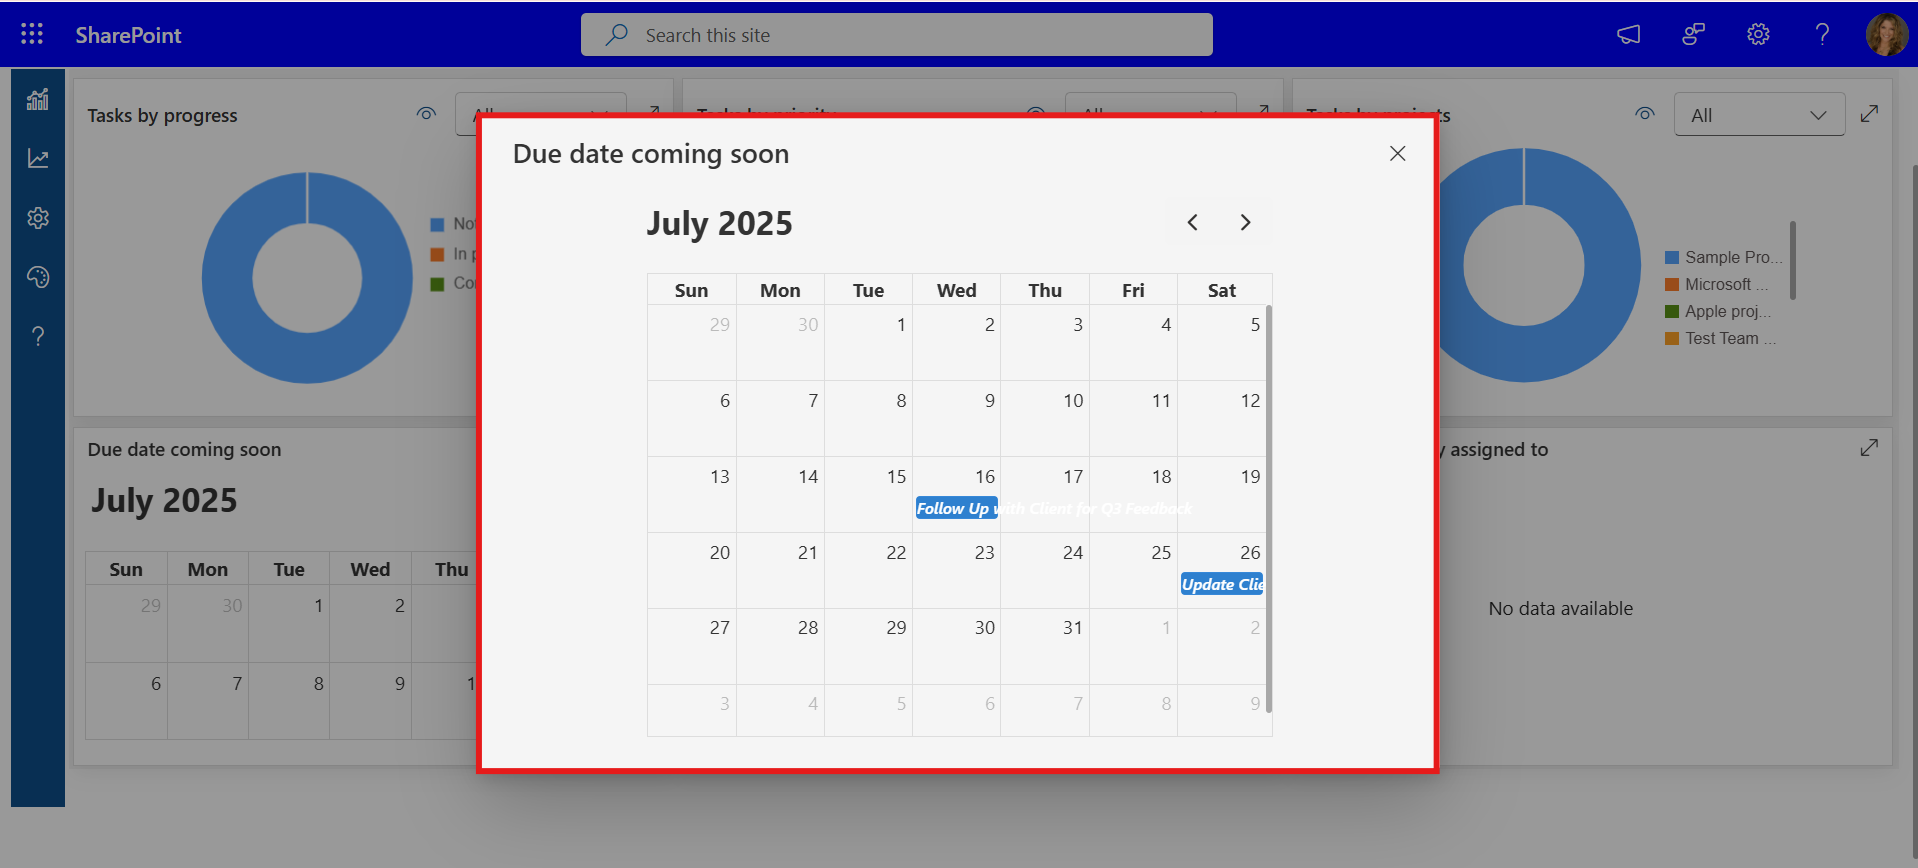 SharePoint
Search this site
Tasks by progress
All
All
All
Due date coming soon
July 2025
Sun Mon Tue Wed Thu Fri Sat
29 30 1 2 3 4 5
6 7 8 9 10 11 12
13 14 15 16 17 18 19
Follow Up with Client for Q3 Feedback
20 21 22 23 24 25 26
Update Clie
27 28 29 30 31 1 2
3 4 5 6 7 8 9
Sample Pro...
Microsoft ...
Apple proj...
Test Team ...
Due date coming soon
July 2025
Sun Mon Tue Wed Thu
29 30 1 2
6 7 8 9 1
assigned to
No data available